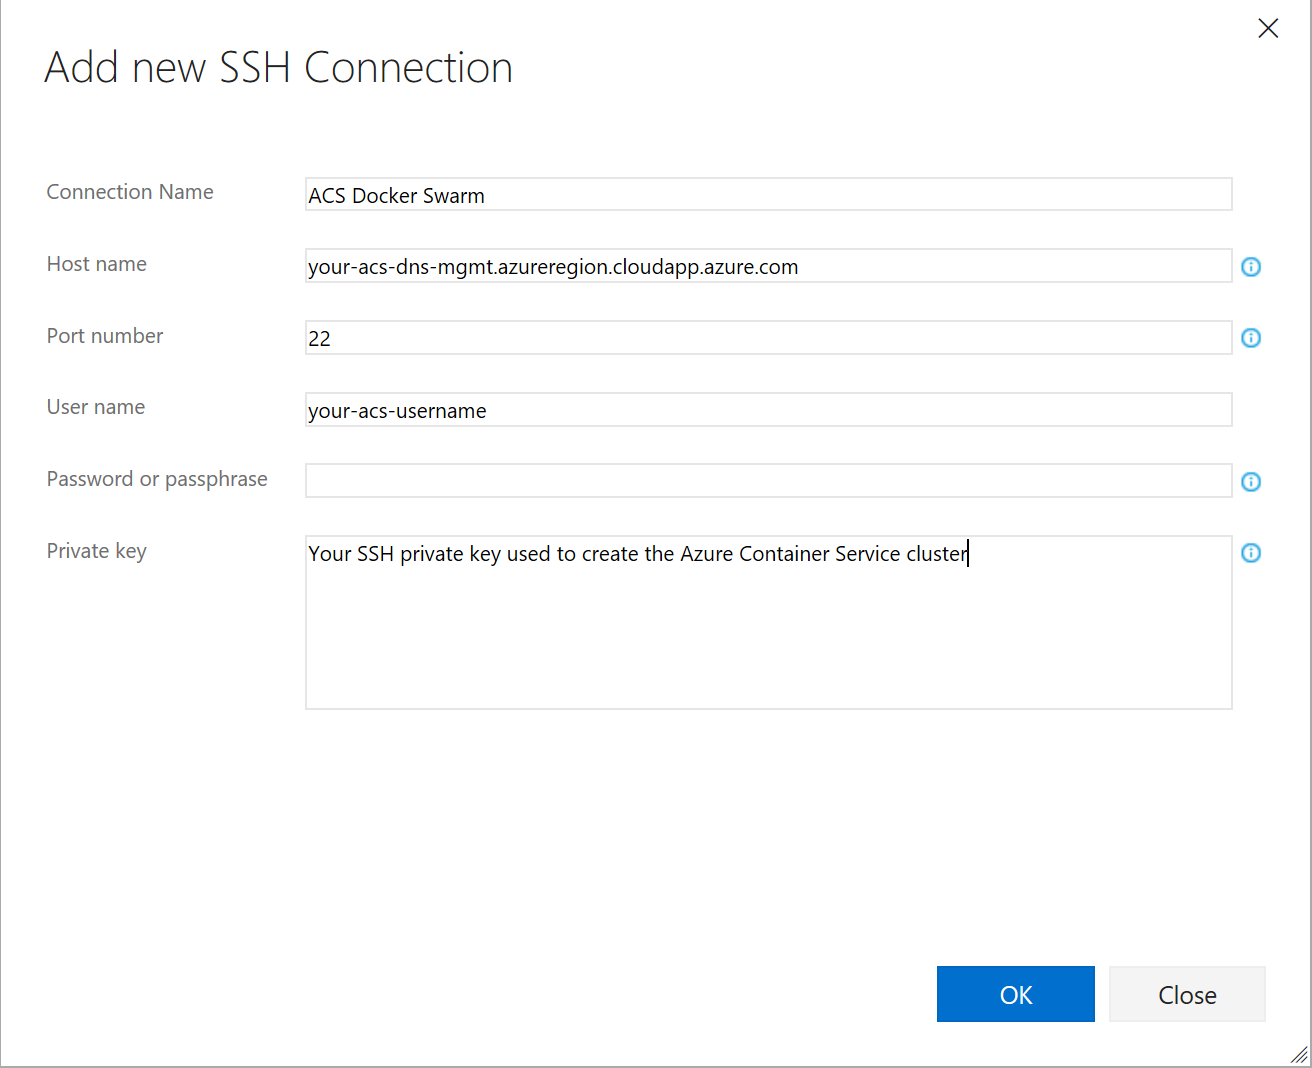 Add new SSH Connection
Connection Name
ACS Docker Swarm
Host name
your-acs-dns-mgmt.azureregion.cloudapp.azure.com
Port number
22
User name
your-acs-username
Password or passphrase
Private key
Your SSH private key used to create the Azure Container Service cluster
OK
Close